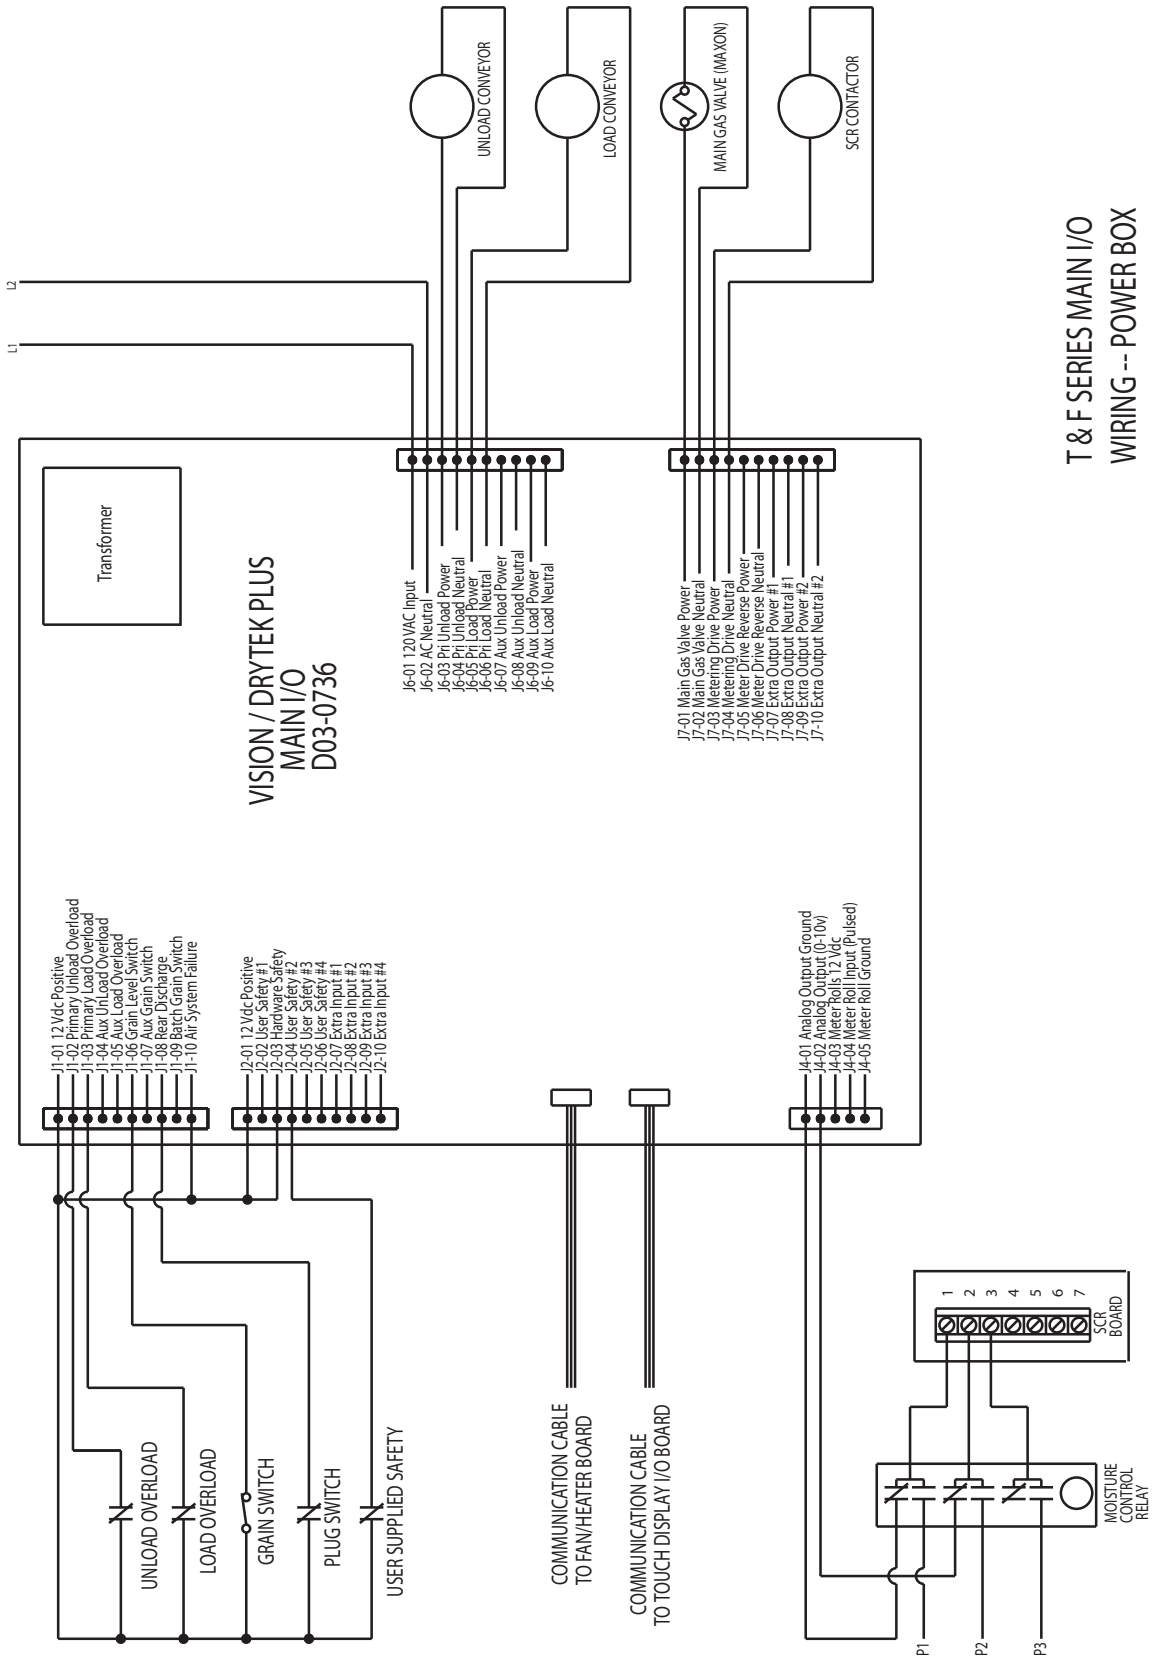 L2
L1
UNLOAD CONVEYOR
LOAD CONVEYOR
MAIN GAS VALVE (MAXON)
SCR CONTACTOR
Transformer
VISION / DRYTEK PLUS
MAIN I/O
D03-0736
J6-01 120 VAC Input
J6-02 AC Neutral
J6-03 Pri Unload Power
J6-04 Pri Unload Neutral
J6-05 Pri Load Power
J6-06 Pri Load Neutral
J6-07 Aux Unload Power
J6-08 Aux Unload Neutral
J6-09 Aux Load Power
J6-10 Aux Load Neutral
J7-01 Main Gas Valve Power
J7-02 Main Gas Valve Neutral
J7-03 Metering Drive Power
J7-04 Metering Drive Neutral
J7-05 Meter Drive Reverse Power
J7-06 Meter Drive Reverse Neutral
J7-07 Extra Output Power #1
J7-08 Extra Output Neutral #1
J7-09 Extra Output Power #2
J7-10 Extra Output Neutral #2
J1-01 12 Vdc Positive
J1-02 Primary Unload Overload
J1-03 Primary Load Overload
J1-04 Aux UnLoad Overload
J1-05 Aux Load Overload
J1-06 Grain Level Switch
J1-07 Aux Grain Switch
J1-08 Rear Discharge
J1-09 Batch Grain Switch
J1-10 Air System Failure
J2-01 12 Vdc Positive
J2-02 User Safety #1
J2-03 Hardware Safety
J2-04 User Safety #2
J2-05 User Safety #3
J2-06 User Safety #4
J2-07 Extra Input #1
J2-08 Extra Input #2
J2-09 Extra Input #3
J2-10 Extra Input #4
J4-01 Analog Output Ground
J4-02 Analog Output (0-10v)
J4-03 Meter Rolls 12 Vdc
J4-04 Meter Roll Input (Pulsed)
J4-05 Meter Roll Ground
UNLOAD OVERLOAD
LOAD OVERLOAD
GRAIN SWITCH
PLUG SWITCH
USER SUPPLIED SAFETY
COMMUNICATION CABLE
TO FAN/HEATER BOARD
COMMUNICATION CABLE
TO TOUCH DISPLAY I/O BOARD
1
2
3
4
5
6
7
SCR
BOARD
MOISTURE
CONTROL
RELAY
P1
P2
P3
T & F SERIES MAIN I/O
WIRING -- POWER BOX